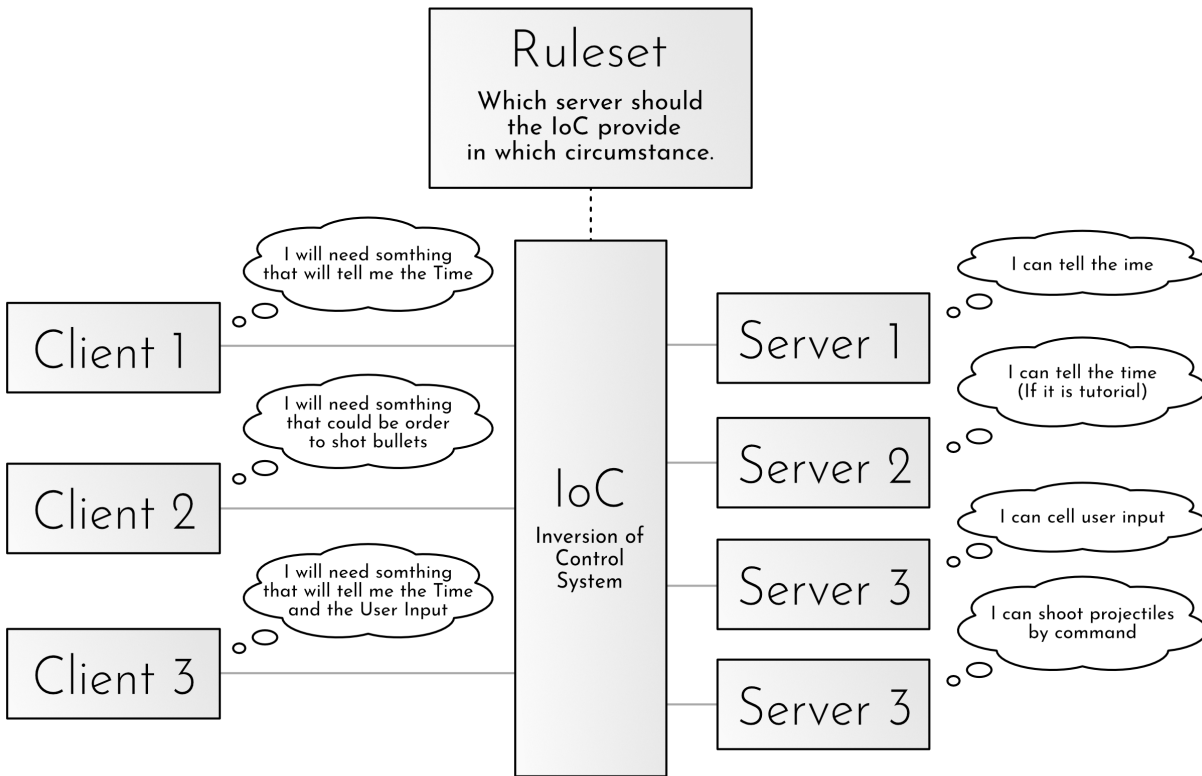 Ruleset
Which server should
the IoC provide
in which circumstance.
I will need somthing
that will tell me the Time
Client 1
I will need somthing
that could be order
to shot bullets
Client 2
I will need somthing
that will tell me the Time
and the User Input
Client 3
IoC
Inversion of
Control
System
I can tell the ime
Server 1
I can tell the time
(If it is tutorial)
Server 2
I can cell user input
Server 3
I can shoot projectiles
by command
Server 3